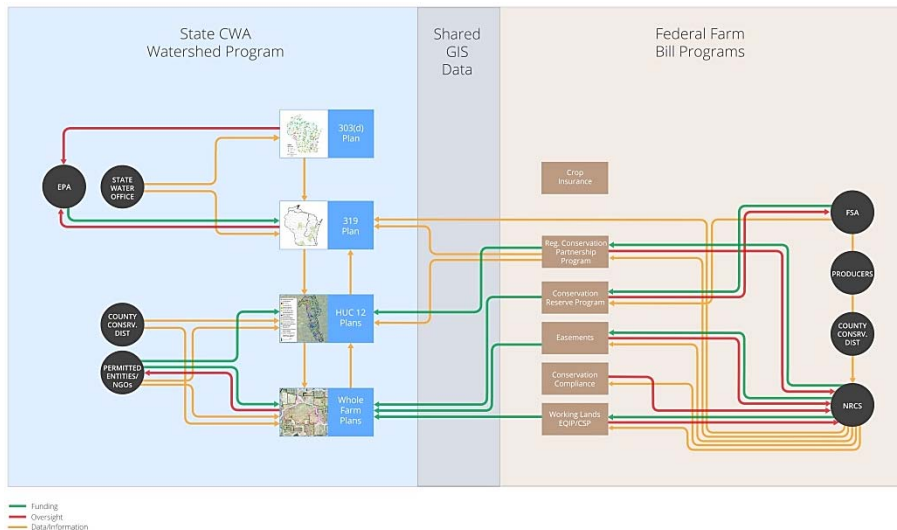 State CWA
Watershed Program
Shared
GIS
Data
Federal Farm
Bill Programs
303(d)
Plan
EPA
STATE
WATER
OFFICE
319
Plan
HUC 12
Plans
COUNTY
CONSRV.
DIST
PERMITTED
ENTITIES/
NGOs
Whole
Farm
Plans
Crop
Insurance
Reg. Conservation
Partnership
Program
Conservation
Reserve Program
Easements
Conservation
Compliance
Working Lands
EQIP/CSP
FSA
PRODUCERS
COUNTY
CONSRV.
DIST
NRCS
Funding
Oversight
Data/Information